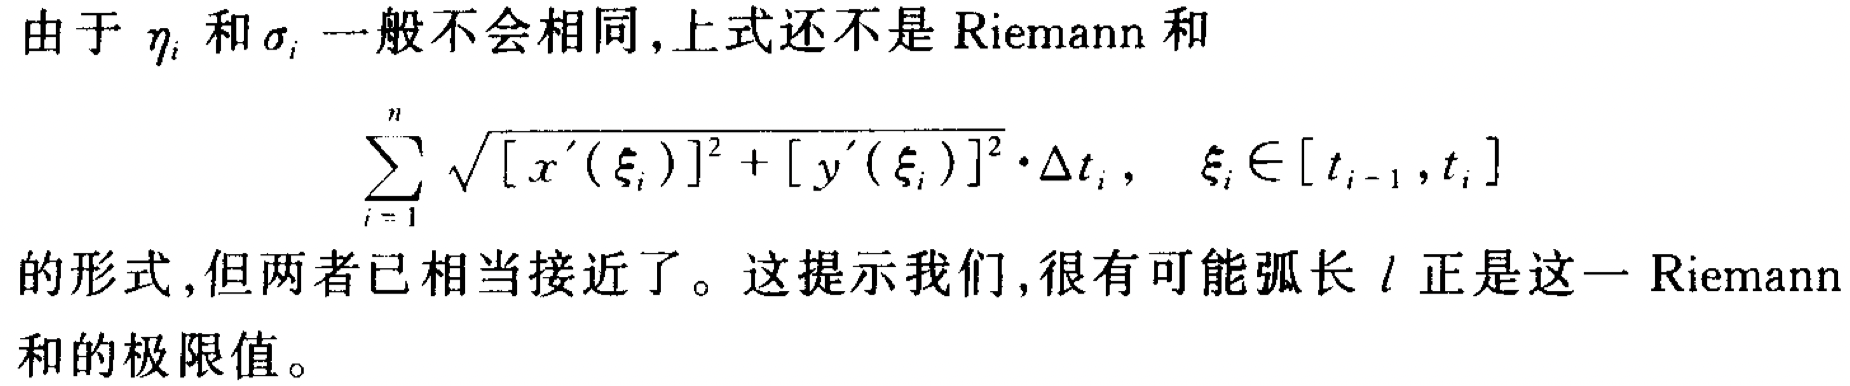 由于 ηᵢ 和 σᵢ 一般不会相同,上式还不是 Riemann 和
$\sum_{i=1}^{n} \sqrt{[x'(\xi_i)]^2+[y'(\xi_i)]^2}\cdot\Delta t_i,\quad \xi_i\in[t_{i-1},t_i]$
的形式,但两者已相当接近了。这提示我们,很有可能弧长 l 正是这一 Riemann
和的极限值。